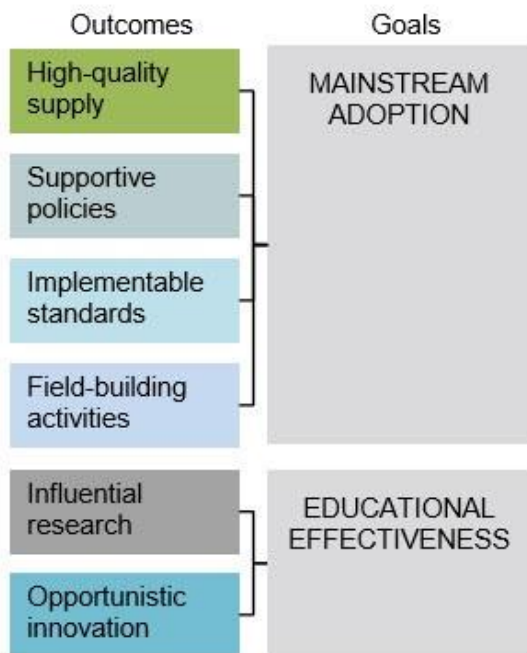 Outcomes
Goals
High-quality
supply
Supportive
policies
Implementable
standards
Field-building
activities
MAINSTREAM
ADOPTION
Influential
research
Opportunistic
innovation
EDUCATIONAL
EFFECTIVENESS